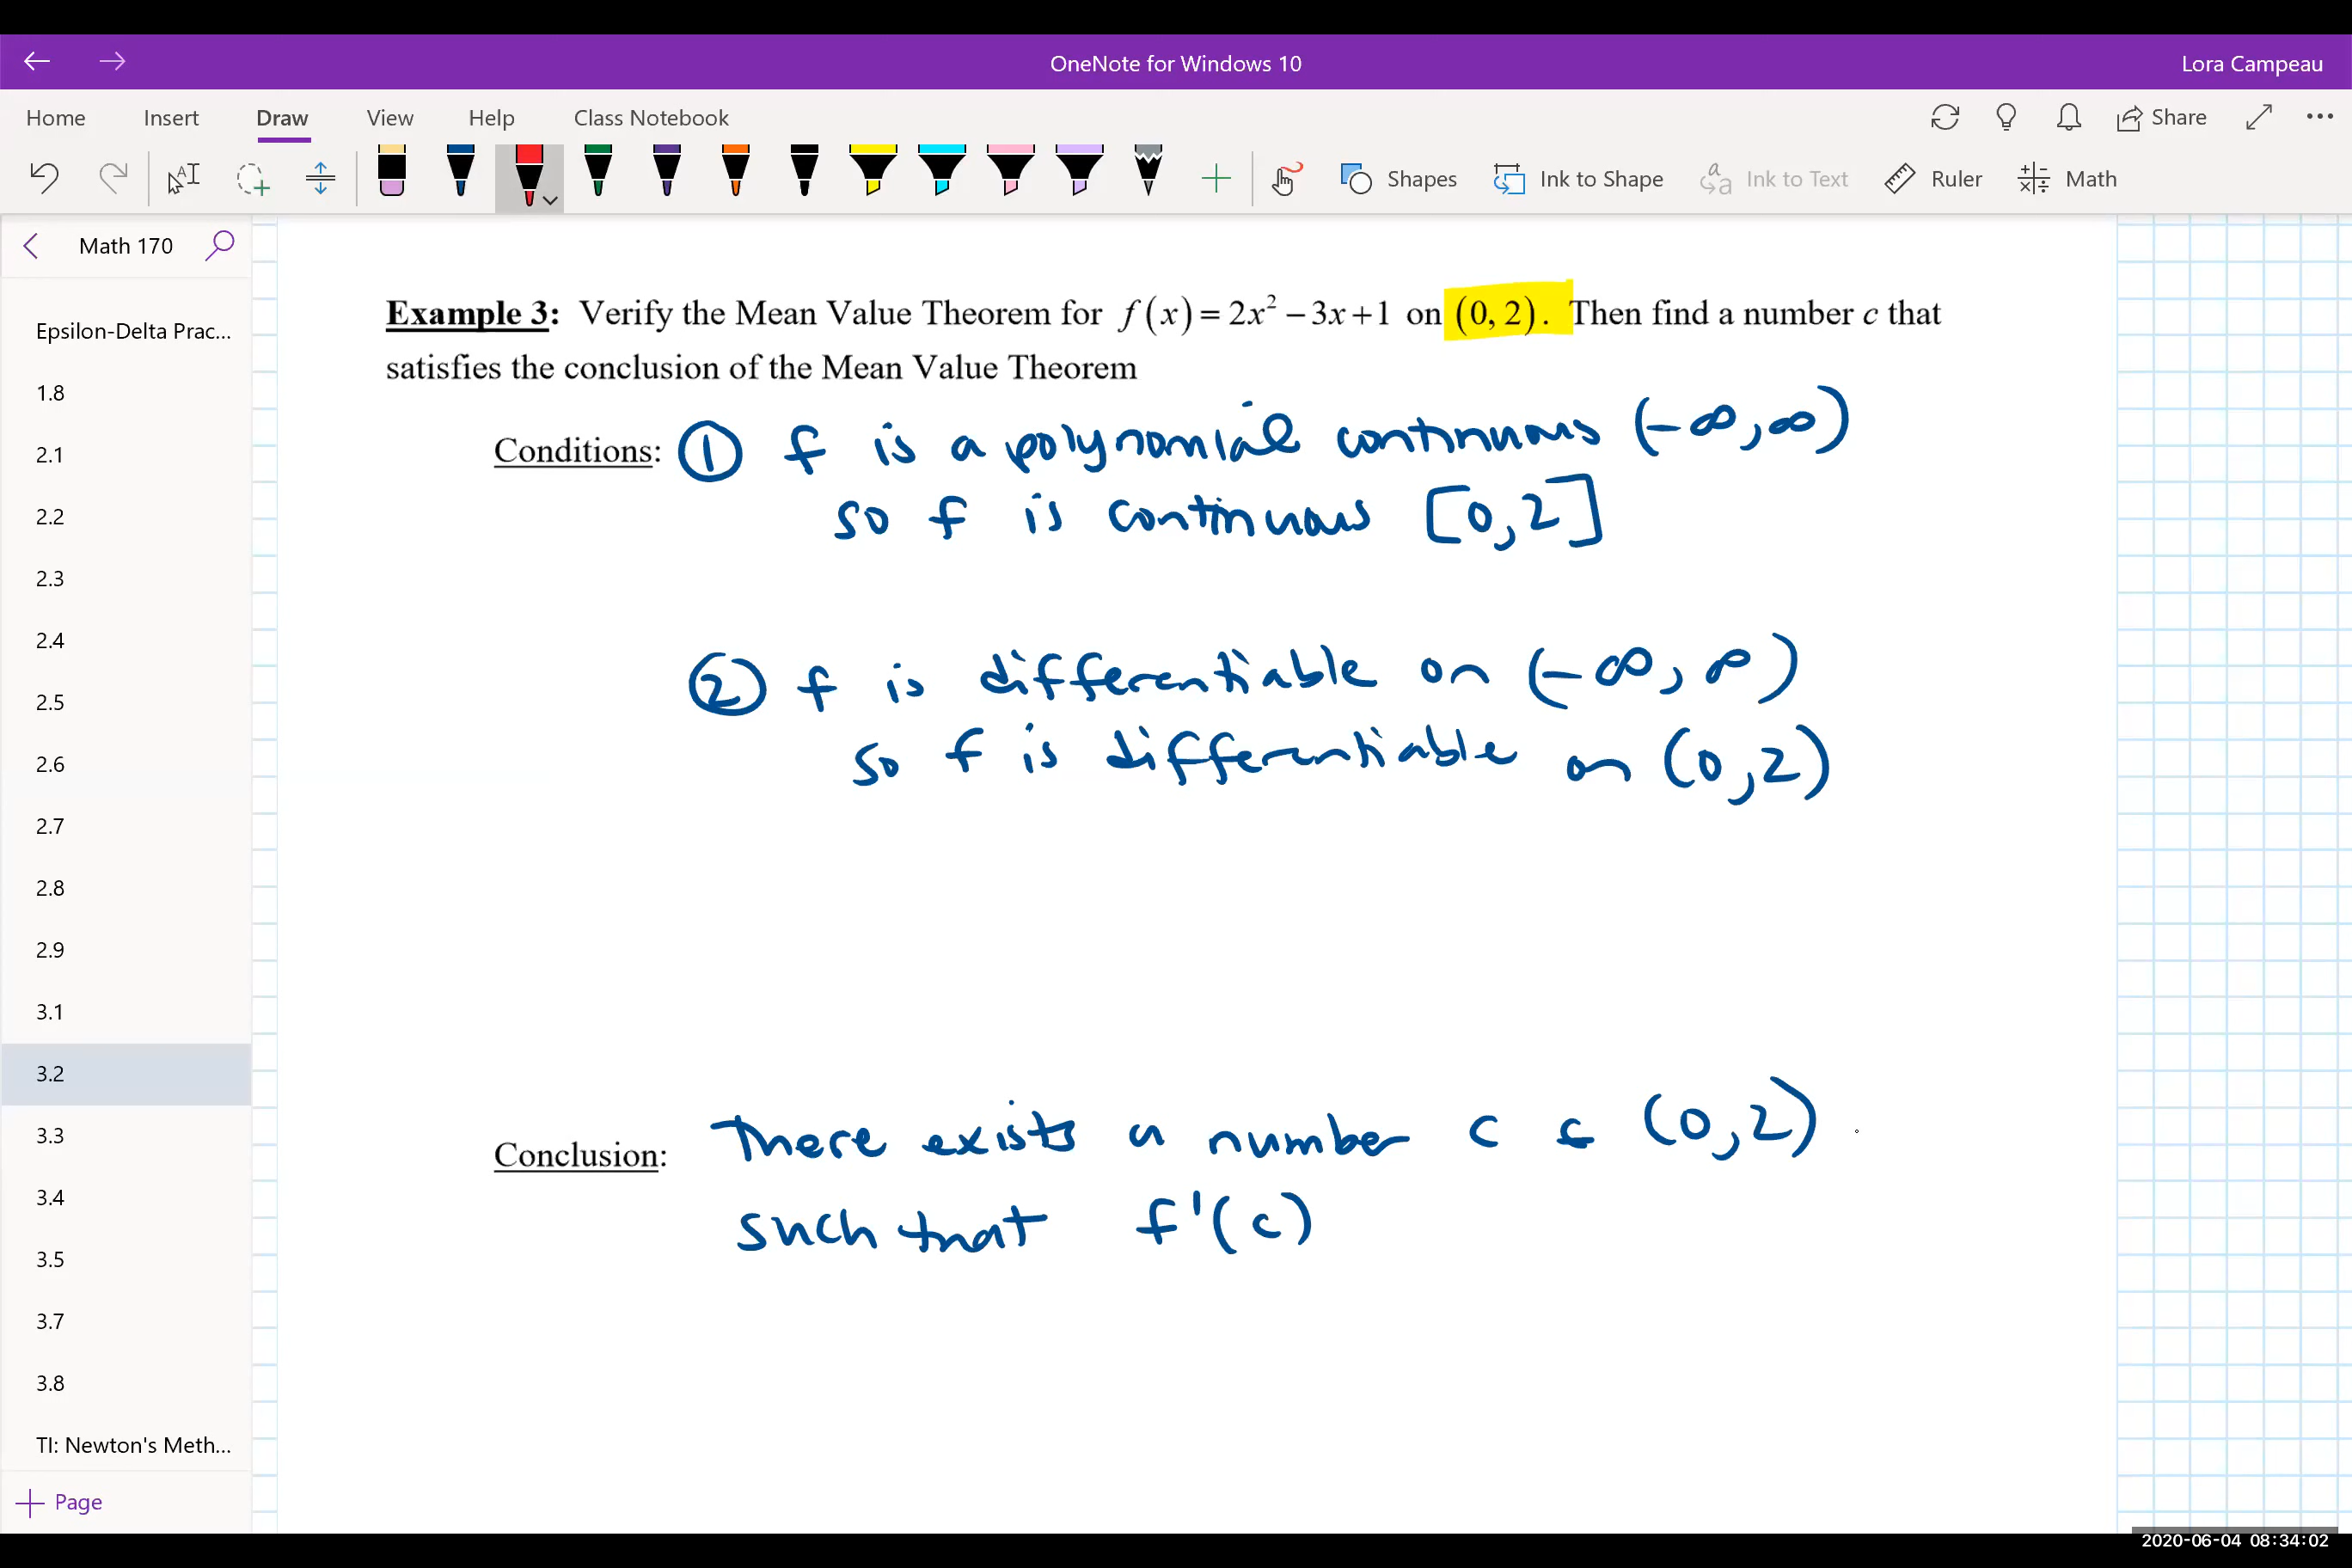 OneNote for Windows 10
Lora Campeau
Home Insert Draw View Help Class Notebook
Share
Shapes Ink to Shape Ink to Text Ruler Math
Math 170
Epsilon-Delta Prac...
1.8
2.1
2.2
2.3
2.4
2.5
2.6
2.7
2.8
2.9
3.1
3.2
3.3
3.4
3.5
3.7
3.8
TI: Newton's Meth...
Page
Example 3: Verify the Mean Value Theorem for f(x) = 2x² − 3x + 1 on (0, 2). Then find a number c that
satisfies the conclusion of the Mean Value Theorem
Conditions: ① f is a polynomial continuous (-∞,∞)
so f is continuous [0,2]
② f is differentiable on (-∞, ∞)
so f is differentiable on (0,2)
Conclusion: There exists a number c ∈ (0,2)
such that f'(c)
2020-06-04 08:34:02